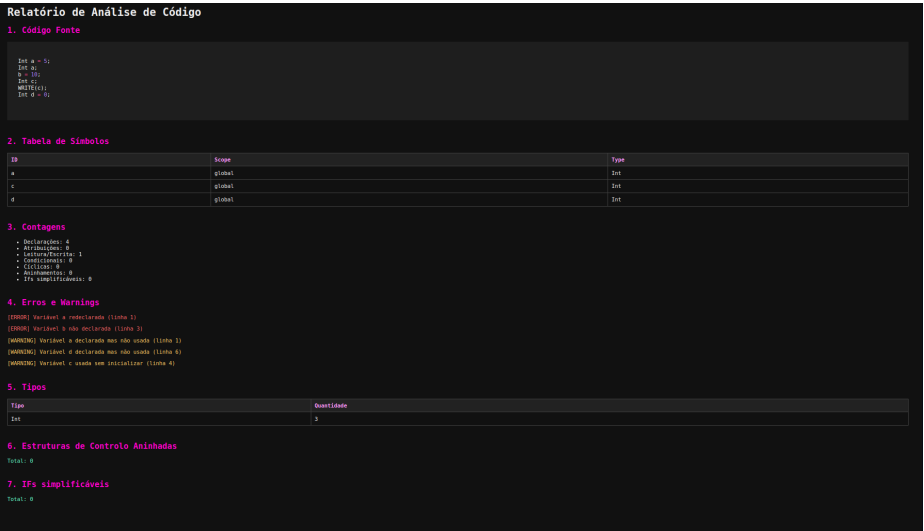 Relatório de Análise de Código
1. Código Fonte
Int a = 5;
Int a;
b = 10;
Int c;
WRITE(c);
Int d = 0;
2. Tabela de Símbolos
ID Scope Type
a global Int
c global Int
d global Int
3. Contagens
• Declarações: 4
• Atribuições: 0
• Leitura/Escrita: 1
• Condicionais: 0
• Cíclicas: 0
• Aninhamentos: 0
• Ifs simplificáveis: 0
4. Erros e Warnings
[ERROR] Variável a redeclarada (linha 1)
[ERROR] Variável b não declarada (linha 3)
[WARNING] Variável a declarada mas não usada (linha 1)
[WARNING] Variável d declarada mas não usada (linha 6)
[WARNING] Variável c usada sem inicializar (linha 4)
5. Tipos
Tipo Quantidade
Int 3
6. Estruturas de Controlo Aninhadas
Total: 0
7. IFs simplificáveis
Total: 0